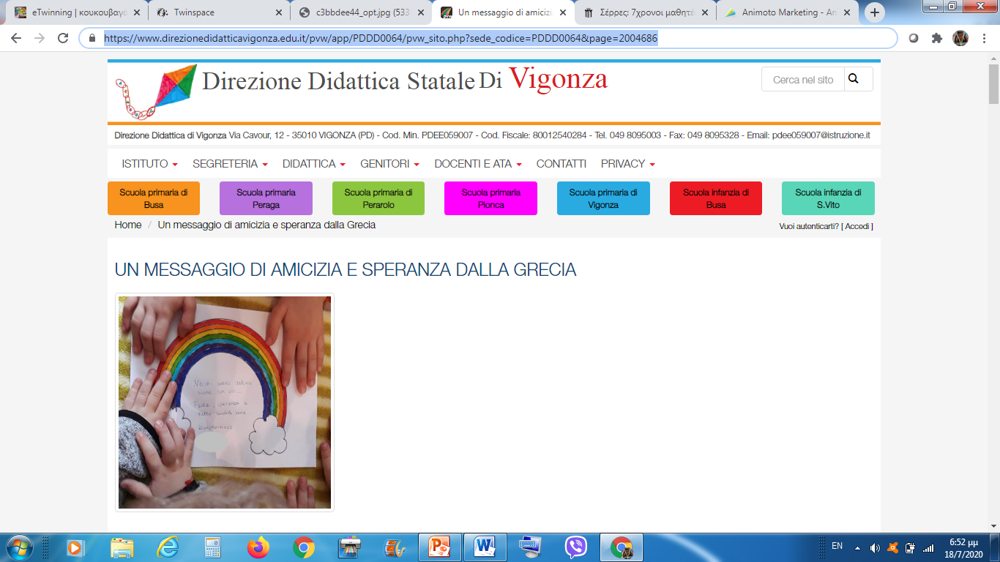 eTwinning | κουκουβαγ
Twinspace
c3bbdee44_opt.jpg (533
Un messaggio di amiciz
Σέρρες: 7χρονοι μαθητέ
Animoto Marketing - An
https://www.direzionedidatticavigonza.edu.it/pvw/app/PDDD0064/pvw_sito.php?sede_codice=PDDD0064&page=2004686
Direzione Didattica Statale Di Vigonza
Cerca nel sito
Direzione Didattica di Vigonza Via Cavour, 12 - 35010 VIGONZA (PD) - Cod. Min. PDEE059007 - Cod. Fiscale: 80012540284 - Tel. 049 8095003 - Fax: 049 8095328 - Email: pdee059007@istruzione.it
ISTITUTO SEGRETERIA DIDATTICA GENITORI DOCENTI E ATA CONTATTI PRIVACY
Scuola primaria di
Busa
Scuola primaria
Peraga
Scuola primaria di
Perarolo
Scuola primaria
Pionca
Scuola primaria di
Vigonza
Scuola infanzia di
Busa
Scuola infanzia di
S.Vito
Home / Un messaggio di amicizia e speranza dalla Grecia
Vuoi autenticarti? [ Accedi ]
UN MESSAGGIO DI AMICIZIA E SPERANZA DALLA GRECIA
amici
Fede, speranza e
tutto andrà bene
Konstantinos
EN
6:52 μμ
18/7/2020